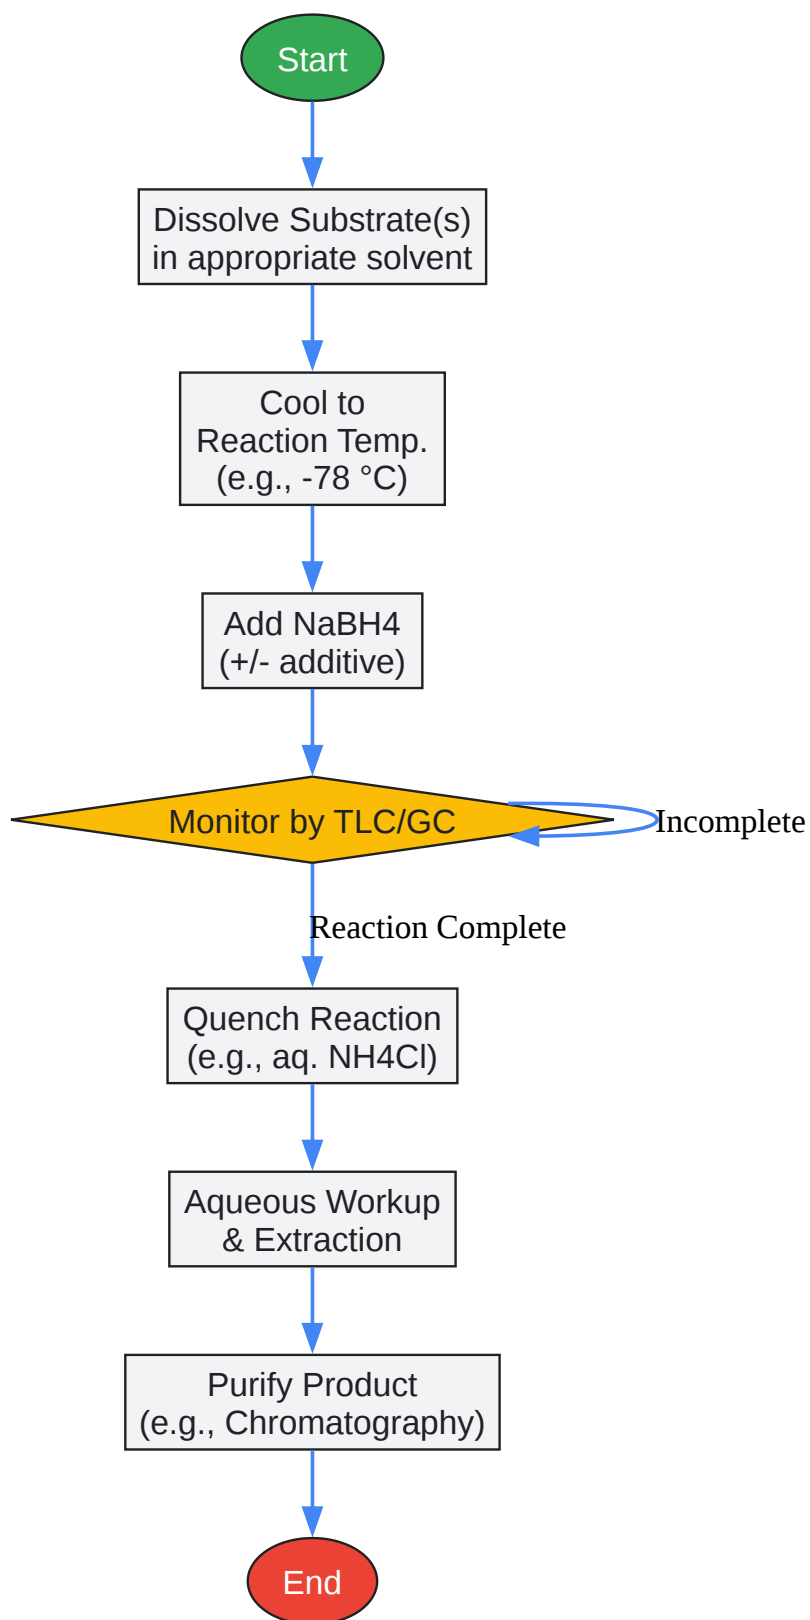 Start
Dissolve Substrate(s)
in appropriate solvent
Cool to
Reaction Temp.
(e.g., -78 °C)
Add NaBH4
(+/- additive)
Monitor by TLC/GC
Incomplete
Reaction Complete
Quench Reaction
(e.g., aq. NH4Cl)
Aqueous Workup
& Extraction
Purify Product
(e.g., Chromatography)
End